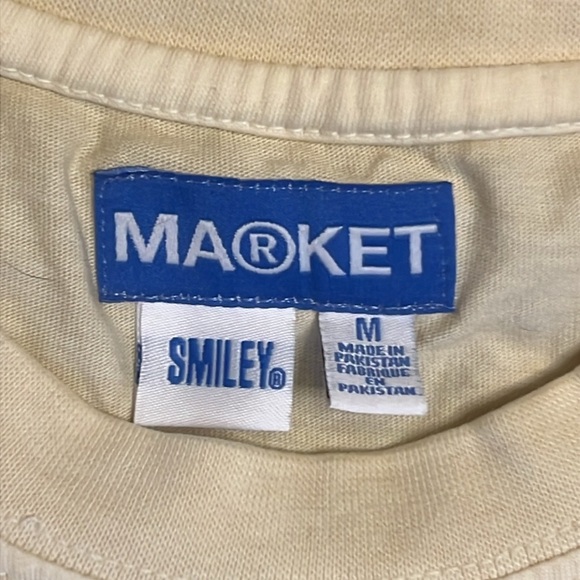 MA®KET
SMILEY®
M
MADE IN
PAKISTAN
FABRIQUE
EN
PAKISTAN